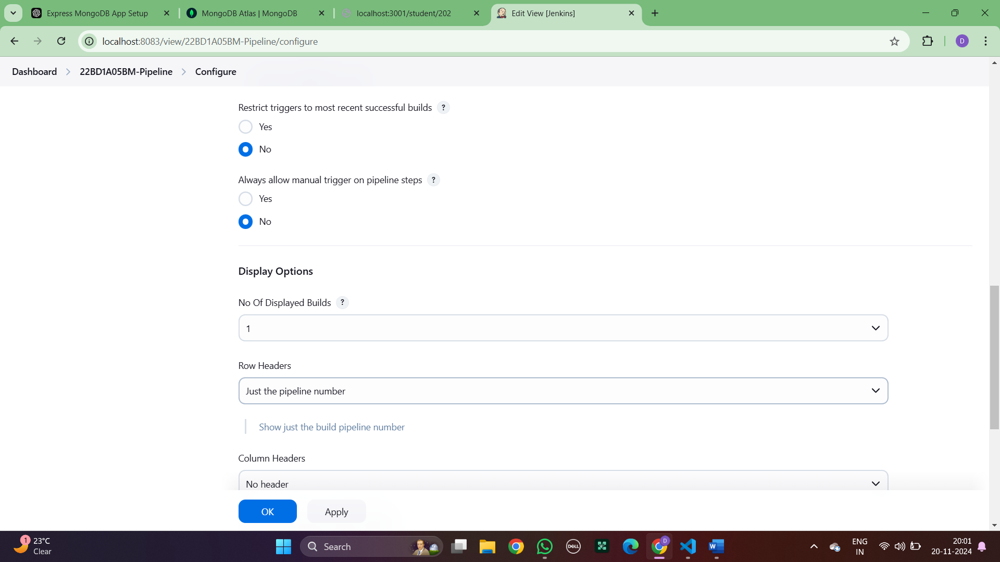 Express MongoDB App Setup
MongoDB Atlas | MongoDB
localhost:3001/student/202
Edit View [Jenkins]
localhost:8083/view/22BD1A05BM-Pipeline/configure
D
Dashboard
22BD1A05BM-Pipeline
Configure
Restrict triggers to most recent successful builds ?
Yes
No
Always allow manual trigger on pipeline steps ?
Yes
No
Display Options
No Of Displayed Builds ?
1
Row Headers
Just the pipeline number
Show just the build pipeline number
Column Headers
No header
OK
Apply
1
23°C
Clear
Search
DELL
D
W
ENG
IN
20:01
20-11-2024